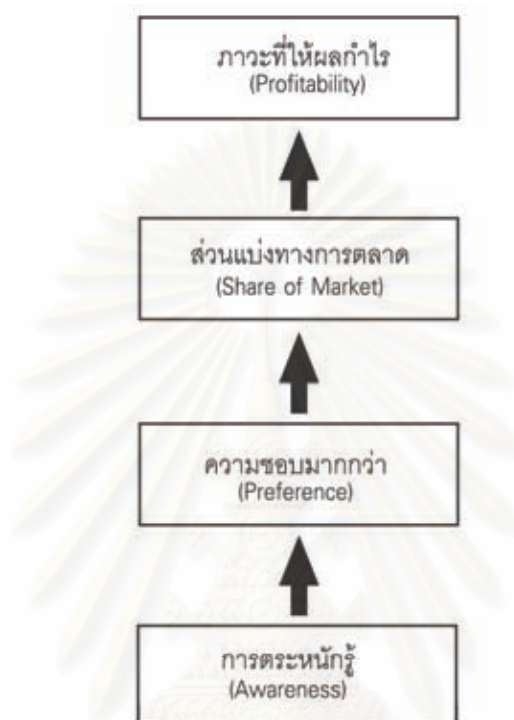 ภาวะที่ให้ผลกำไร
(Profitability)
ส่วนแบ่งทางการตลาด
(Share of Market)
ความชอบมากกว่า
(Preference)
การตระหนักรู้
(Awareness)